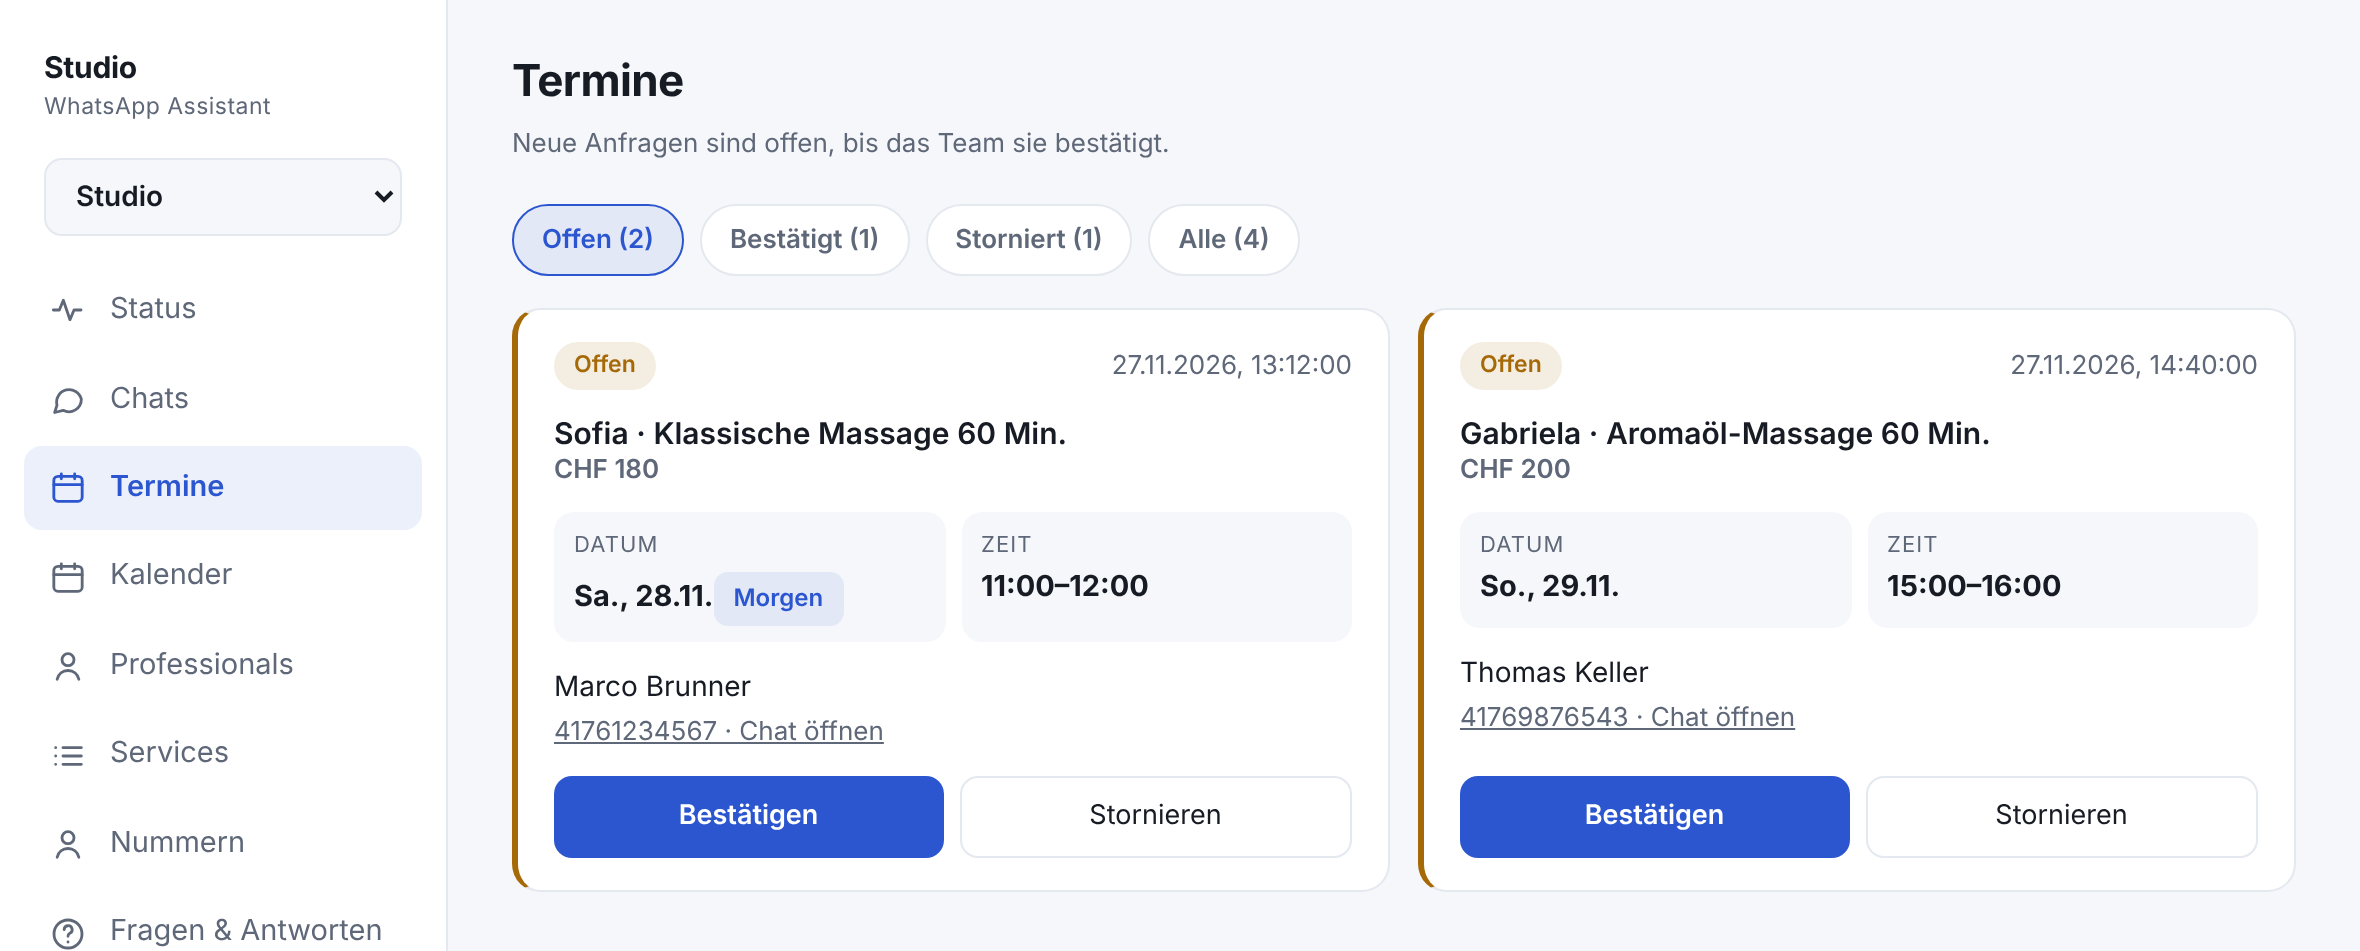 Studio
WhatsApp Assistant
Studio
Status
Chats
Termine
Kalender
Professionals
Services
Nummern
Fragen & Antworten
Termine
Neue Anfragen sind offen, bis das Team sie bestätigt.
Offen (2)
Bestätigt (1)
Storniert (1)
Alle (4)
Offen
27.11.2026, 13:12:00
Sofia · Klassische Massage 60 Min.
CHF 180
DATUM
Sa., 28.11. Morgen
ZEIT
11:00–12:00
Marco Brunner
41761234567 · Chat öffnen
Bestätigen
Stornieren
Offen
27.11.2026, 14:40:00
Gabriela · Aromaöl-Massage 60 Min.
CHF 200
DATUM
So., 29.11.
ZEIT
15:00–16:00
Thomas Keller
41769876543 · Chat öffnen
Bestätigen
Stornieren